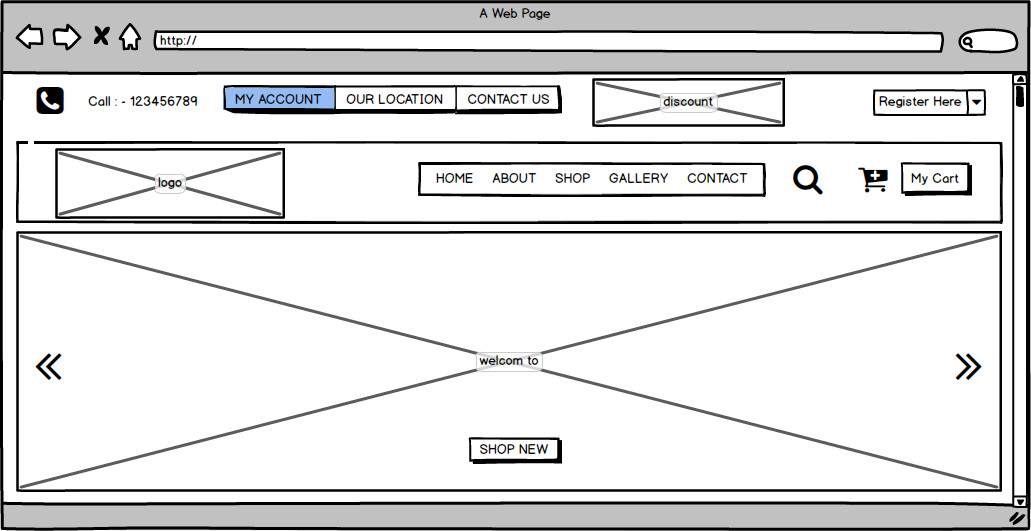 A Web Page
http://
Call : - 123456789
MY ACCOUNT OUR LOCATION CONTACT US
discount
Register Here
logo
HOME ABOUT SHOP GALLERY CONTACT
My Cart
welcom to
SHOP NEW